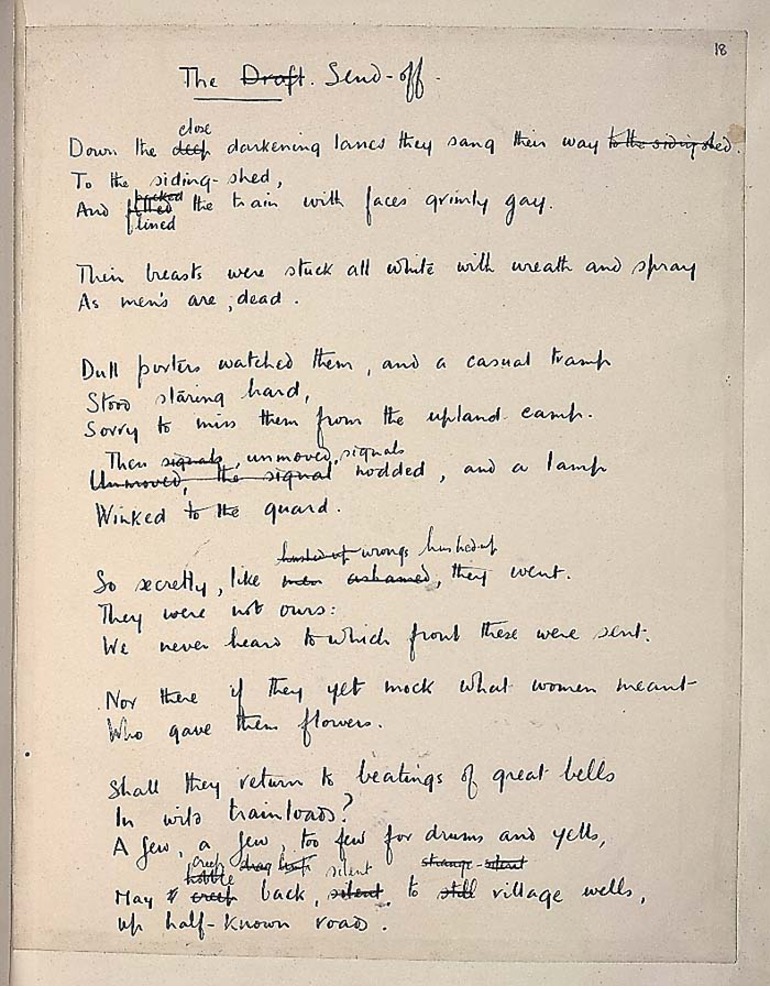 18
The Draft. Send-off.
close
Down the deep darkening lanes they sang their way to the siding-shed.
To the siding-shed,
packed
And filled the train with faces grimly gay.
lined
Their breasts were stuck all white with wreath and spray
As men's are, dead.
Dull porters watched them, and a casual tramp
Stood staring hard,
Sorry to miss them from the upland camp.
Then signals, unmoved, signals
Unmoved, the signal nodded, and a lamp
Winked to the guard.
hushed-up wrongs hushed-up
So secretly, like men ashamed, they went.
They were not ours:
We never heard to which front these were sent.
Nor there if they yet mock what women meant
Who gave them flowers.
Shall they return to beatings of great bells
In wild trainloads?
A few, a few, too few for drums and yells,
creep drag silent strange-silent
hobble
May creep back, silent, to still village wells,
up half-known roads.